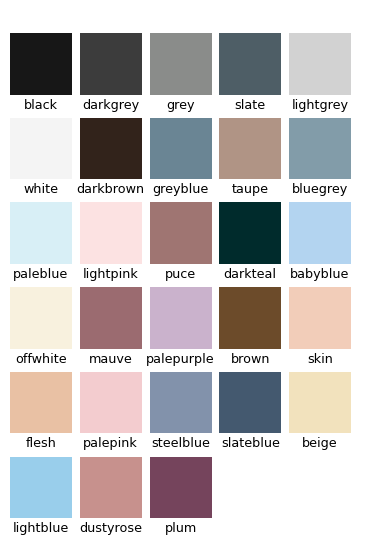 black darkgrey grey slate lightgrey
white darkbrown greyblue taupe bluegrey
paleblue lightpink puce darkteal babyblue
offwhite mauve palepurple brown skin
flesh palepink steelblue slateblue beige
lightblue dustyrose plum